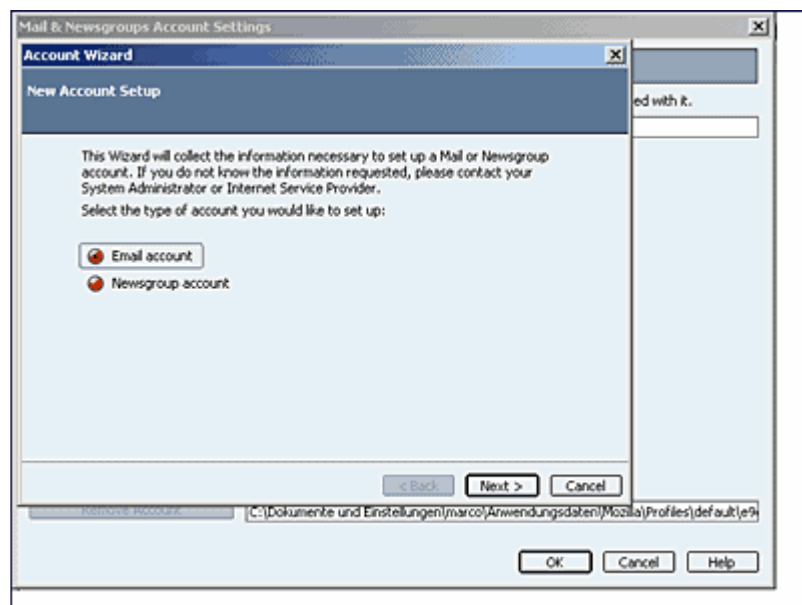 Mail & Newsgroups Account Settings
Account Wizard
New Account Setup
ed with it.
This Wizard will collect the information necessary to set up a Mail or Newsgroup
account. If you do not know the information requested, please contact your
System Administrator or Internet Service Provider.
Select the type of account you would like to set up:
Email account
Newsgroup account
< Back Next > Cancel
Remove Account C:\Dokumente und Einstellungen\marco\Anwendungsdaten\Mozilla\Profiles\default\e9
OK Cancel Help